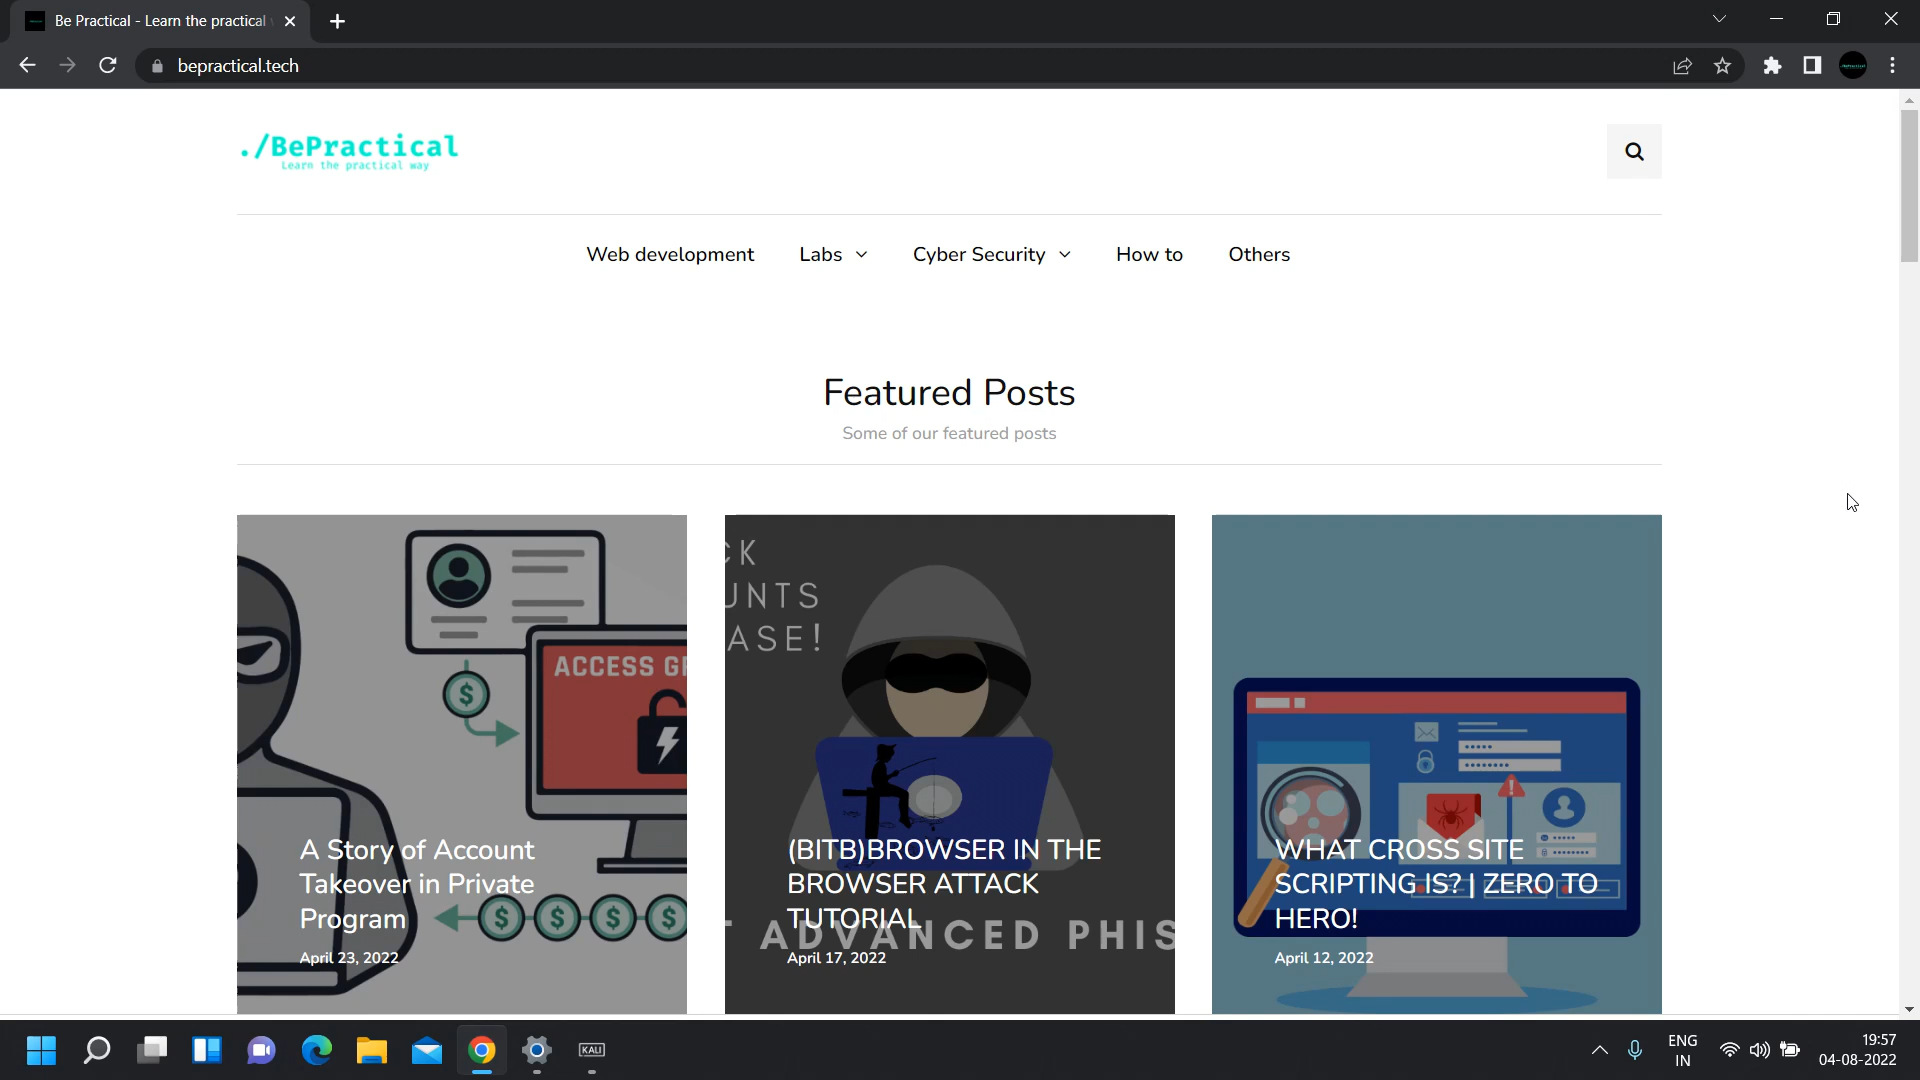 Be Practical - Learn the practical
bepractical.tech
./BePractical
Learn the practical way
Web development
Labs
Cyber Security
How to
Others
Featured Posts
Some of our featured posts
ACCESS G
A Story of Account
Takeover in Private
Program
April 23, 2022
CK
UNTS
ASE!
(BITB)BROWSER IN THE
BROWSER ATTACK
TUTORIAL
ADVANCED PHIS
April 17, 2022
WHAT CROSS SITE
SCRIPTING IS? | ZERO TO
HERO!
April 12, 2022
KALI
ENG
IN
19:57
04-08-2022